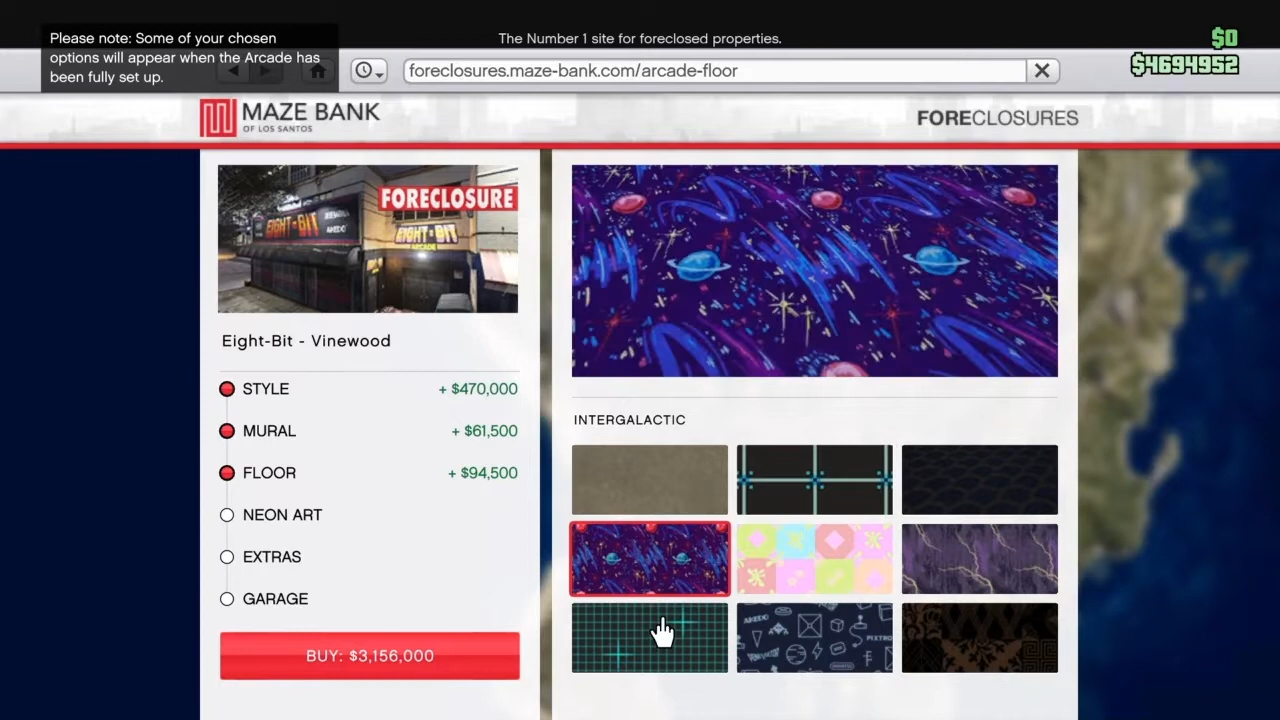 Please note: Some of your chosen
options will appear when the Arcade has
been fully set up.
The Number 1 site for foreclosed properties.
$0
$4694952
foreclosures.maze-bank.com/arcade-floor
MAZE BANK
OF LOS SANTOS
FORECLOSURES
FORECLOSURE
EIGHT-BIT
EIGHT-BIT
ARCADE
Eight-Bit - Vinewood
STYLE + $470,000
MURAL + $61,500
FLOOR + $94,500
NEON ART
EXTRAS
GARAGE
BUY: $3,156,000
INTERGALACTIC